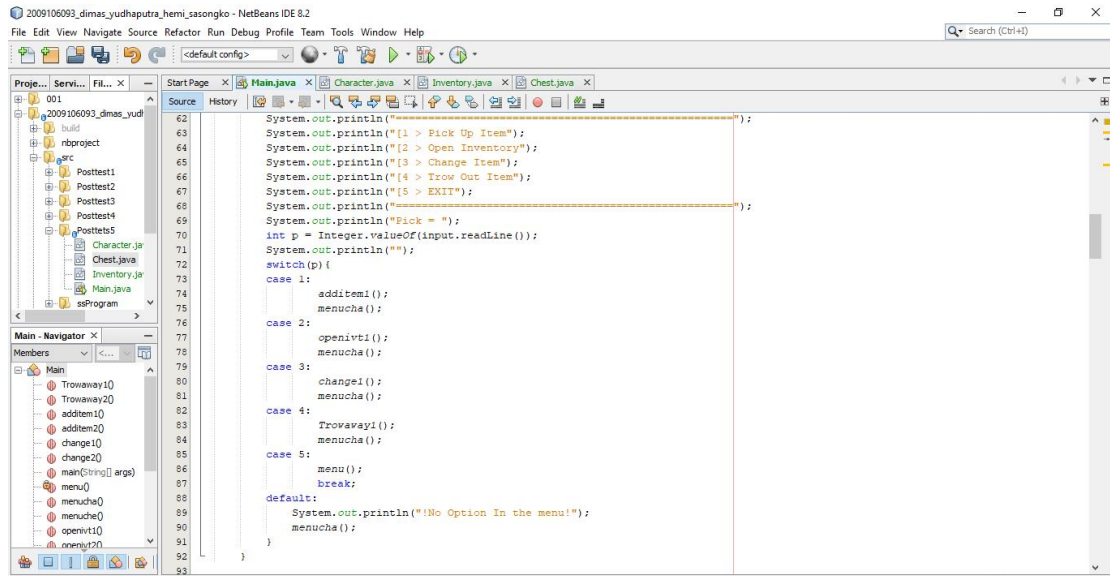 2009106093_dimas_yudhaputra_hemi_sasongko - NetBeans IDE 8.2
File Edit View Navigate Source Refactor Run Debug Profile Team Tools Window Help
Search (Ctrl+I)
<default config>
Proje... Servi... Fil... X
Start Page X Main.java X Character.java X Inventory.java X Chest.java X
Source History
001
2009106093_dimas_yudh
build
nbproject
src
Posttest1
Posttest2
Posttest3
Posttest4
Posttets5
Character.ja
Chest.java
Inventory.ja
Main.java
ssProgram
Main - Navigator X
Members
Main
Trowaway1()
Trowaway2()
additem1()
additem2()
change1()
change2()
main(String[] args)
menu()
menucha()
menuche()
openivt1()
openivt2()
62 System.out.println("====================================================");
63 System.out.println("[1 > Pick Up Item");
64 System.out.println("[2 > Open Inventory");
65 System.out.println("[3 > Change Item");
66 System.out.println("[4 > Trow Out Item");
67 System.out.println("[5 > EXIT");
68 System.out.println("====================================================");
69 System.out.println("Pick = ");
70 int p = Integer.valueOf(input.readLine());
71 System.out.println("");
72 switch(p){
73 case 1:
74 additem1();
75 menucha();
76 case 2:
77 openivt1();
78 menucha();
79 case 3:
80 change1();
81 menucha();
82 case 4:
83 Trowaway1();
84 menucha();
85 case 5:
86 menu();
87 break;
88 default:
89 System.out.println("!No Option In the menu!");
90 menucha();
91 }
92 }
93